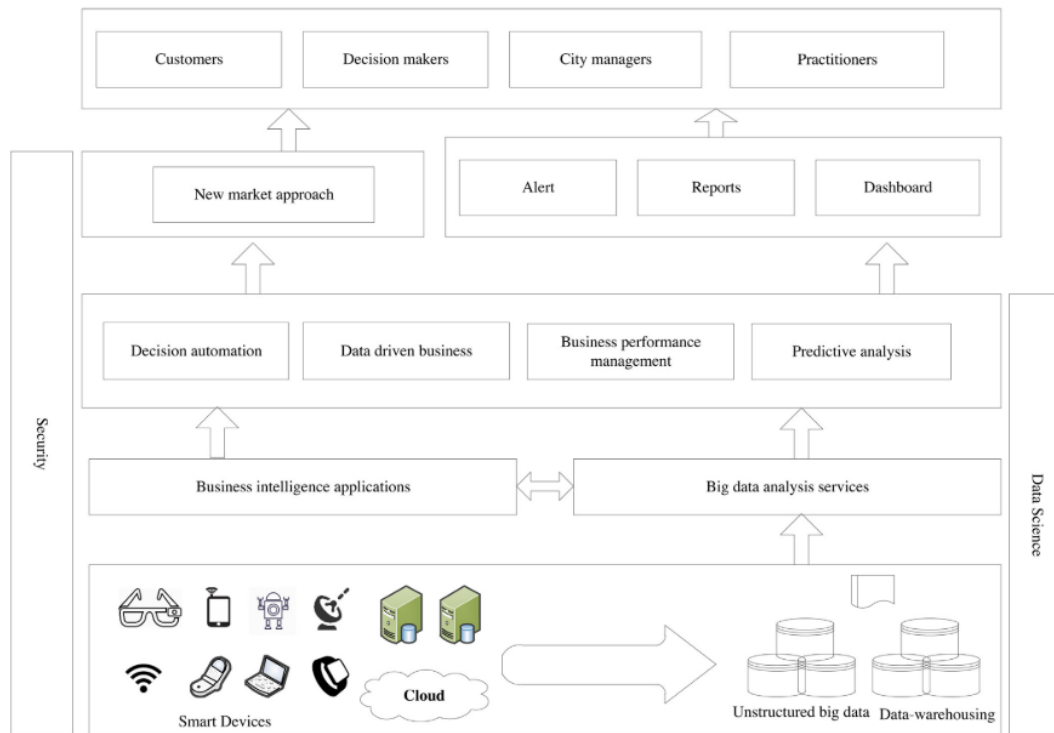 Customers
Decision makers
City managers
Practitioners
New market approach
Alert
Reports
Dashboard
Decision automation
Data driven business
Business performance
management
Predictive analysis
Security
Business intelligence applications
Big data analysis services
Data Science
Cloud
Smart Devices
Unstructured big data
Data-warehousing